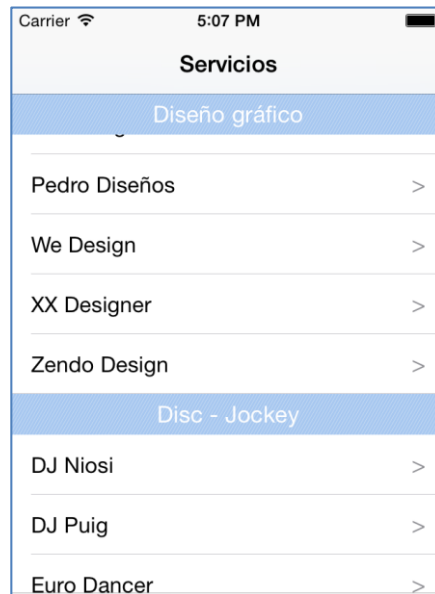 Carrier 5:07 PM
Servicios
Diseño gráfico
Pedro Diseños >
We Design >
XX Designer >
Zendo Design >
Disc - Jockey
DJ Niosi >
DJ Puig >
Euro Dancer >